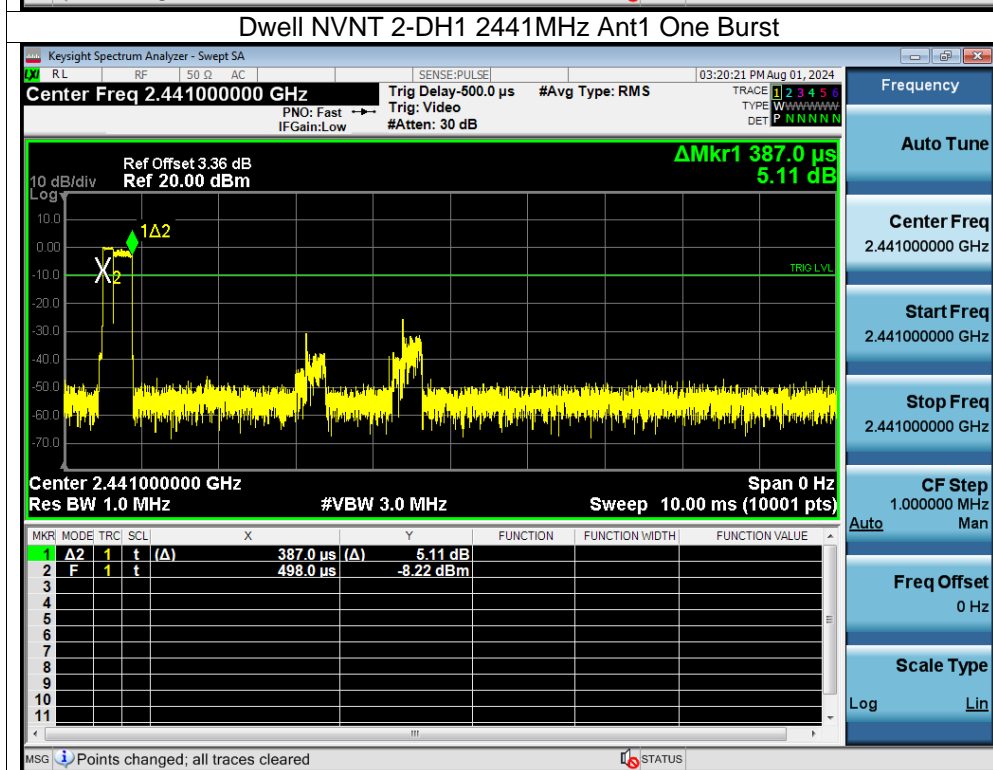 Dwell NVNT 2-DH1 2441MHz Ant1 One Burst
Keysight Spectrum Analyzer - Swept SA
LXI RL RF 50 Ω AC SENSE:PULSE 03:20:21 PM Aug 01, 2024
Center Freq 2.441000000 GHz Trig Delay-500.0 µs #Avg Type: RMS TRACE 1 2 3 4 5 6
PNO: Fast Trig: Video TYPE WWWWWW
IFGain:Low #Atten: 30 dB DET P N N N N N
Frequency
Auto Tune
Center Freq
2.441000000 GHz
Start Freq
2.441000000 GHz
Stop Freq
2.441000000 GHz
CF Step
1.000000 MHz
Auto Man
Freq Offset
0 Hz
Scale Type
Log Lin
Ref Offset 3.36 dB ΔMkr1 387.0 µs
10 dB/div Ref 20.00 dBm 5.11 dB
Log
10.0
1Δ2
0.00
TRIG LVL
-10.0
X2
-20.0
-30.0
-40.0
-50.0
-60.0
-70.0
Center 2.441000000 GHz Span 0 Hz
Res BW 1.0 MHz #VBW 3.0 MHz Sweep 10.00 ms (10001 pts)
MKR MODE TRC SCL X Y FUNCTION FUNCTION WIDTH FUNCTION VALUE
1 Δ2 1 t (Δ) 387.0 µs (Δ) 5.11 dB
2 F 1 t 498.0 µs -8.22 dBm
3
4
5
6
7
8
9
10
11
MSG Points changed; all traces cleared STATUS